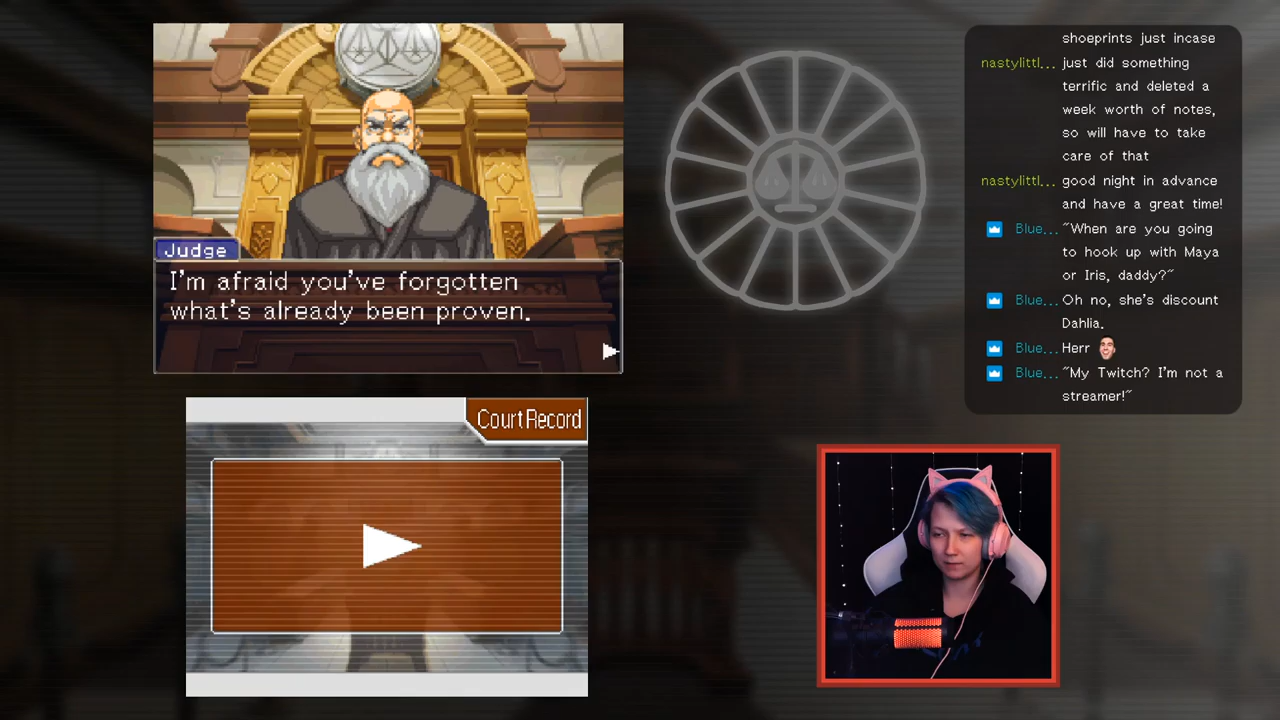 Judge
I'm afraid you've forgotten
what's already been proven.
Court Record
shoeprints just incase
nastylittl... just did something
terrific and deleted a
week worth of notes,
so will have to take
care of that
nastylittl... good night in advance
and have a great time!
Blue... "When are you going
to hook up with Maya
or Iris, daddy?"
Blue... Oh no, she's discount
Dahlia.
Blue... Herr
Blue... "My Twitch? I'm not a
streamer!"